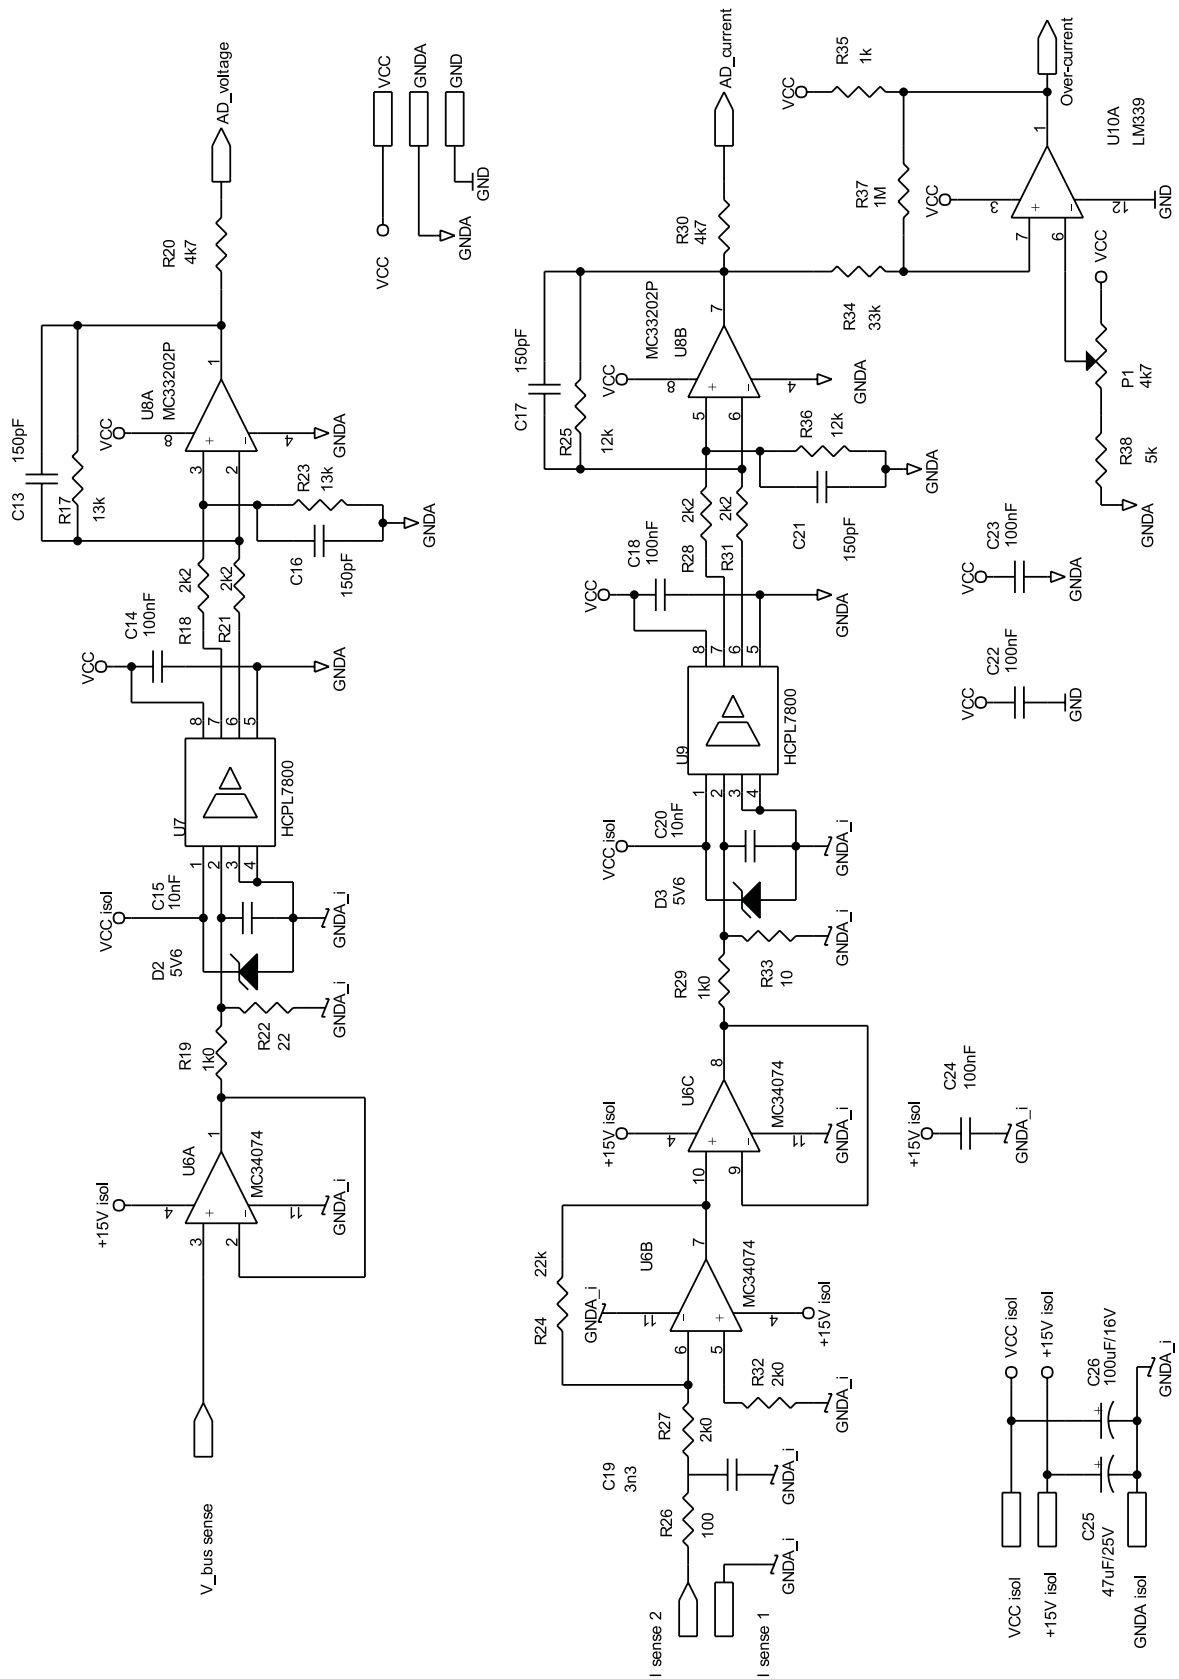 V_bus sense
3
2
1
4
11
+15V isol
U6A
MC34074
GNDA_i
R19
1k0
R22
22
GNDA_i
D2
5V6
VCC isol
C15
10nF
GNDA_i
1
2
3
4
U7
HCPL7800
8
7
6
5
VCC
C14
100nF
GNDA
R18
2k2
R21
2k2
C16
150pF
R23
13k
GNDA
C13
150pF
R17
13k
VCC
3
2
8
4
1
U8A
MC33202P
GNDA
R20
4k7
AD_voltage
VCC
VCC
GNDA
GNDA
GND
GND
I sense 2
I sense 1
GNDA_i
R26
100
C19
3n3
GNDA_i
R27
2k0
R32
2k0
GNDA_i
R24
22k
GNDA_i
6
5
11
4
7
U6B
MC34074
+15V isol
10
9
4
11
8
+15V isol
U6C
MC34074
GNDA_i
R29
1k0
R33
10
GNDA_i
D3
5V6
VCC isol
C20
10nF
GNDA_i
1
2
3
4
U9
HCPL7800
8
7
6
5
VCC
C18
100nF
GNDA
R28
2k2
R31
2k2
C21
150pF
R36
12k
GNDA
C17
150pF
R25
12k
VCC
5
6
8
4
7
MC33202P
U8B
GNDA
R30
4k7
AD_current
R34
33k
R37
1M
VCC
R35
1k
VCC
7
6
3
12
1
U10A
LM339
GND
Over-current
VCC
P1
4k7
R38
5k
GNDA
VCC
C22
100nF
GND
VCC
C23
100nF
GNDA
+15V isol
C24
100nF
GNDA_i
VCC isol
+15V isol
GNDA isol
C25
47uF/25V
+
+
C26
100uF/16V
VCC isol
+15V isol
GNDA_i